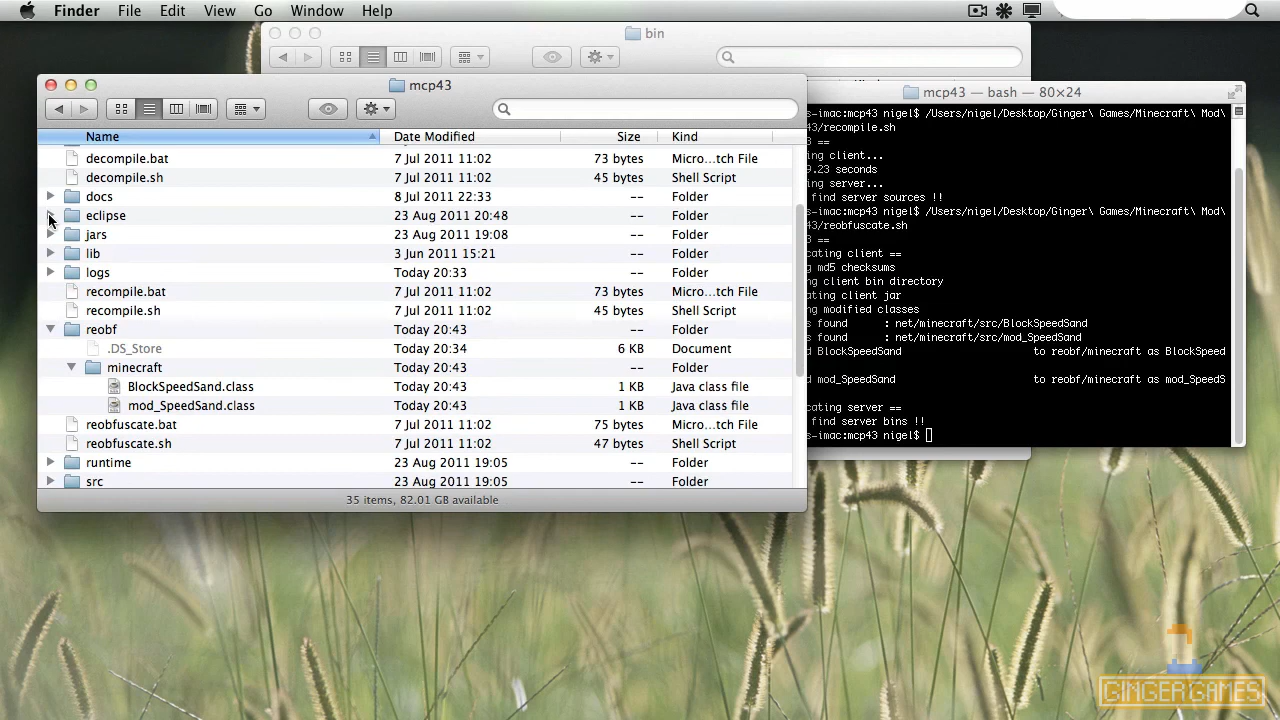 Finder File Edit View Go Window Help
bin
mcp43
Name Date Modified Size Kind
decompile.bat 7 Jul 2011 11:02 73 bytes Micro...tch File
decompile.sh 7 Jul 2011 11:02 45 bytes Shell Script
docs 8 Jul 2011 22:33 -- Folder
eclipse 23 Aug 2011 20:48 -- Folder
jars 23 Aug 2011 19:08 -- Folder
lib 3 Jun 2011 15:21 -- Folder
logs Today 20:33 -- Folder
recompile.bat 7 Jul 2011 11:02 73 bytes Micro...tch File
recompile.sh 7 Jul 2011 11:02 45 bytes Shell Script
reobf Today 20:43 -- Folder
.DS_Store Today 20:34 6 KB Document
minecraft Today 20:43 -- Folder
BlockSpeedSand.class Today 20:43 1 KB Java class file
mod_SpeedSand.class Today 20:43 1 KB Java class file
reobfuscate.bat 7 Jul 2011 11:02 75 bytes Micro...tch File
reobfuscate.sh 7 Jul 2011 11:02 47 bytes Shell Script
runtime 23 Aug 2011 19:05 -- Folder
src 23 Aug 2011 19:05 -- Folder
35 items, 82.01 GB available
mcp43 — bash — 80×24
s-imac:mcp43 nigel$ /Users/nigel/Desktop/Ginger\ Games/Minecraft\ Mod\
43/recompile.sh
3 ==
ing client...
9.23 seconds
ing server...
find server sources !!
s-imac:mcp43 nigel$ /Users/nigel/Desktop/Ginger\ Games/Minecraft\ Mod\
43/reobfuscate.sh
3 ==
cating client ==
g md5 checksums
g client bin directory
cating client jar
g modified classes
s found : net/minecraft/src/BlockSpeedSand
s found : net/minecraft/src/mod_SpeedSand
d BlockSpeedSand to reobf/minecraft as BlockSpeed
d mod_SpeedSand to reobf/minecraft as mod_SpeedS
cating server ==
find server bins !!
s-imac:mcp43 nigel$
GINGER GAMES